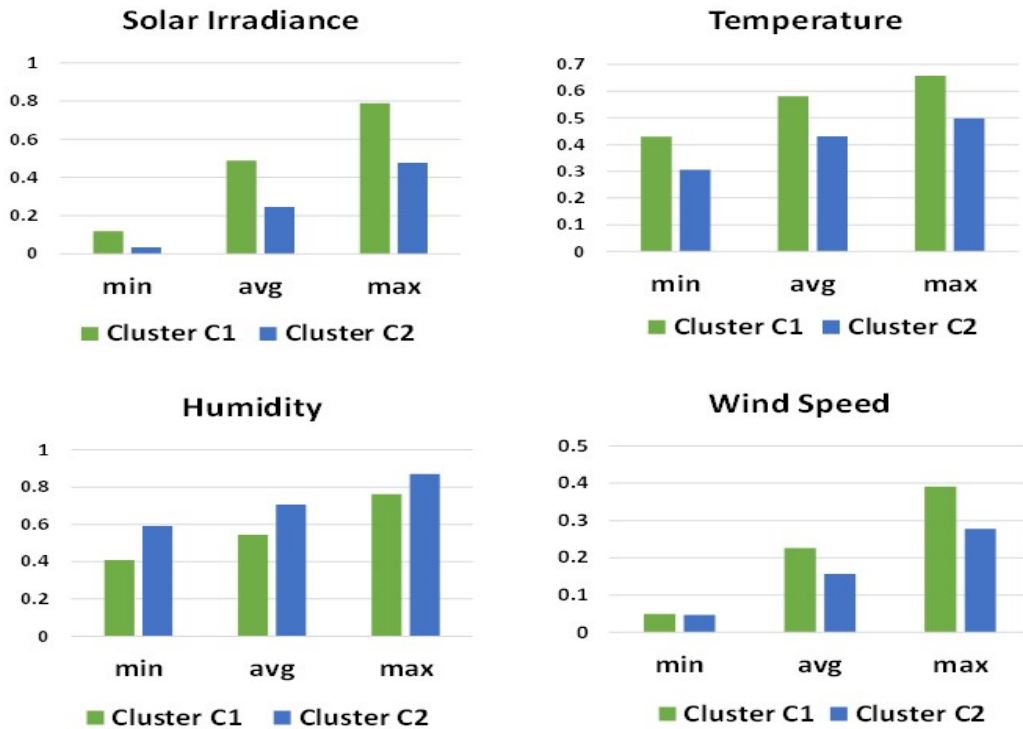 Solar Irradiance
1
0.8
0.6
0.4
0.2
0
min avg max
Cluster C1 Cluster C2
Temperature
0.7
0.6
0.5
0.4
0.3
0.2
0.1
0
min avg max
Cluster C1 Cluster C2
Humidity
1
0.8
0.6
0.4
0.2
0
min avg max
Cluster C1 Cluster C2
Wind Speed
0.5
0.4
0.3
0.2
0.1
0
min avg max
Cluster C1 Cluster C2